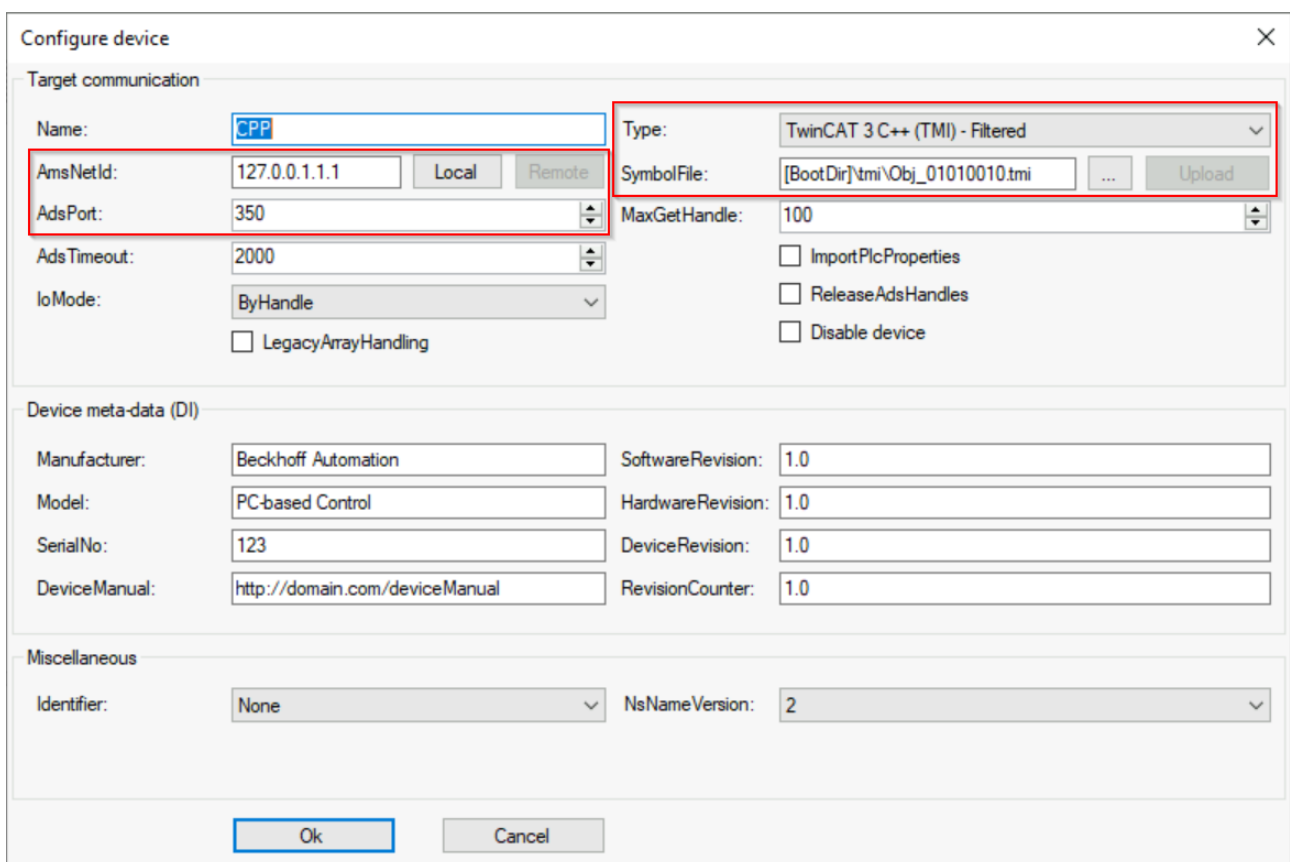 Configure device
Target communication
Name: CPP Type: TwinCAT 3 C++ (TMI) - Filtered
AmsNetId: 127.0.0.1.1.1 Local Remote SymbolFile: [BootDir]\tmi\Obj_01010010.tmi ... Upload
AdsPort: 350 MaxGetHandle: 100
AdsTimeout: 2000 ImportPlcProperties
IoMode: ByHandle ReleaseAdsHandles
LegacyArrayHandling Disable device
Device meta-data (DI)
Manufacturer: Beckhoff Automation SoftwareRevision: 1.0
Model: PC-based Control HardwareRevision: 1.0
SerialNo: 123 DeviceRevision: 1.0
DeviceManual: http://domain.com/deviceManual RevisionCounter: 1.0
Miscellaneous
Identifier: None NsNameVersion: 2
Ok Cancel